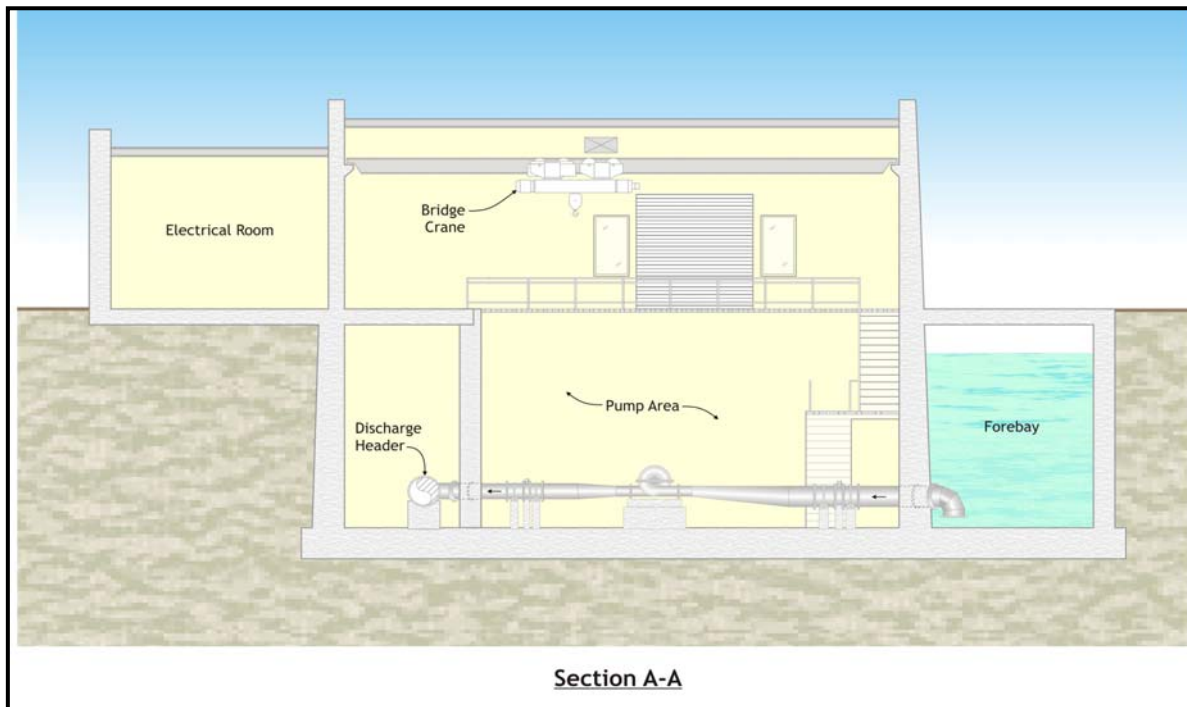 Electrical Room
Bridge
Crane
Pump Area
Discharge
Header
Forebay
Section A-A